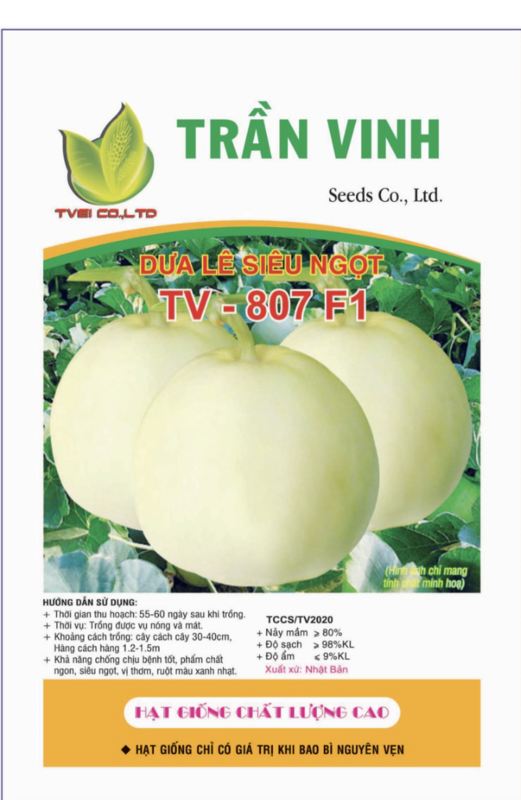 TRẦN VINH
Seeds Co., Ltd.
TVSI CO.,LTD
DƯA LÊ SIÊU NGỌT
TV - 807 F1
(Hình ảnh chỉ mang
tính chất minh hoạ)
HƯỚNG DẪN SỬ DỤNG:
+ Thời gian thu hoạch: 55-60 ngày sau khi trồng.
+ Thời vụ: Trồng được vụ nóng và mát.
+ Khoảng cách trồng: cây cách cây 30-40cm,
Hàng cách hàng 1.2-1.5m
+ Khả năng chống chịu bệnh tốt, phẩm chất
ngon, siêu ngọt, vị thơm, ruột màu xanh nhạt.
TCCS/TV2020
+ Nảy mầm ⩾ 80%
+ Độ sạch ⩾ 98%KL
+ Độ ẩm ⩽ 9%KL
Xuất xứ: Nhật Bản
HẠT GIỐNG CHẤT LƯỢNG CAO
◆ HẠT GIỐNG CHỈ CÓ GIÁ TRỊ KHI BAO BÌ NGUYÊN VẸN